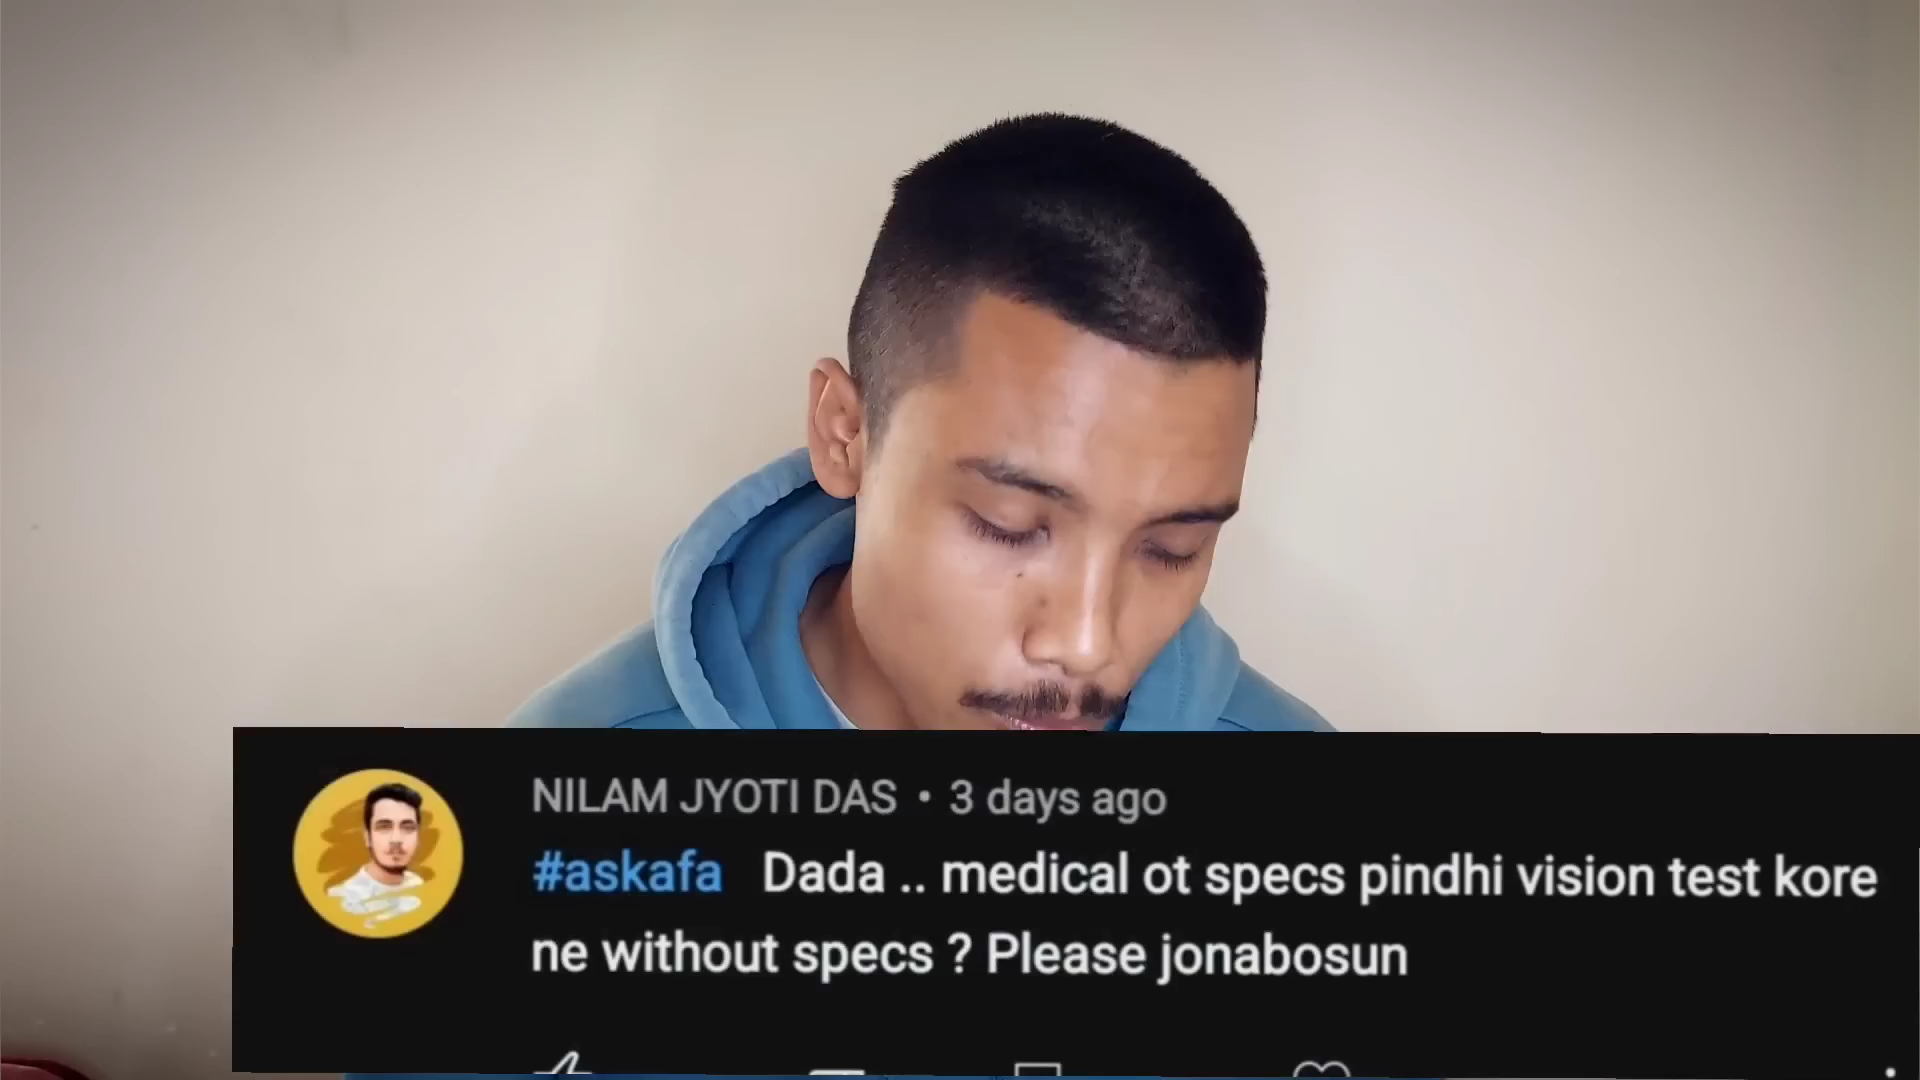 NILAM JYOTI DAS • 3 days ago
#askafa Dada .. medical ot specs pindhi vision test kore
ne without specs ? Please jonabosun